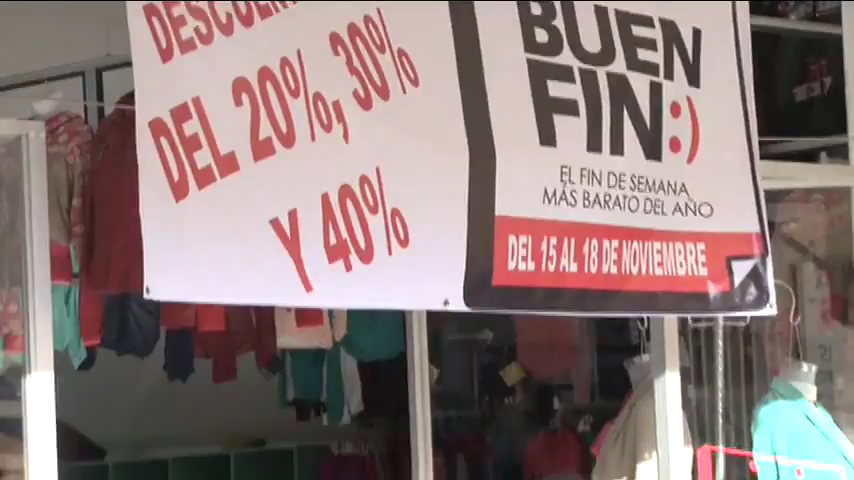 DESCUENTOS
DEL 20%, 30%
Y 40%
BUEN
FIN:)
EL FIN DE SEMANA
MÁS BARATO DEL AÑO
DEL 15 AL 18 DE NOVIEMBRE